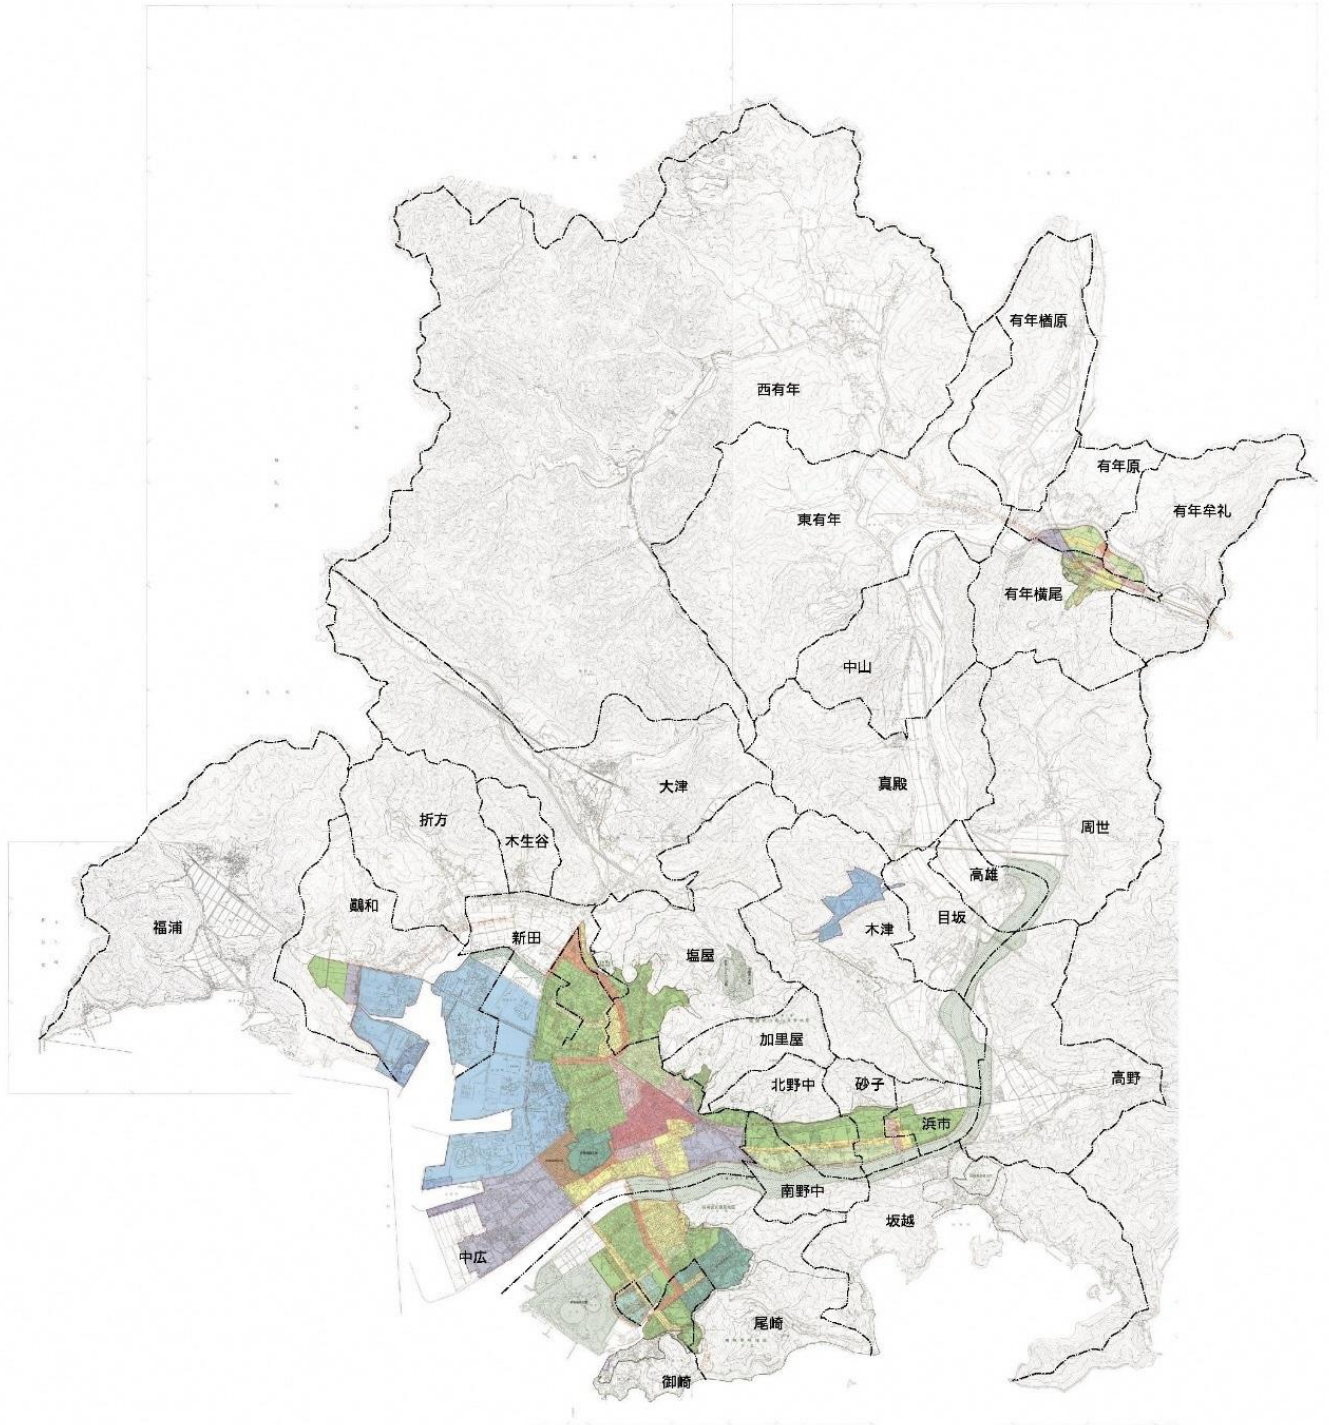 有年楢原
西有年
有年原
有年牟礼
東有年
有年横尾
中山
大津
真殿
折方
木生谷
周世
高雄
鷆和
目坂
福浦
新田
木津
塩屋
加里屋
北野中
砂子
高野
浜市
南野中
坂越
中広
尾崎
御崎